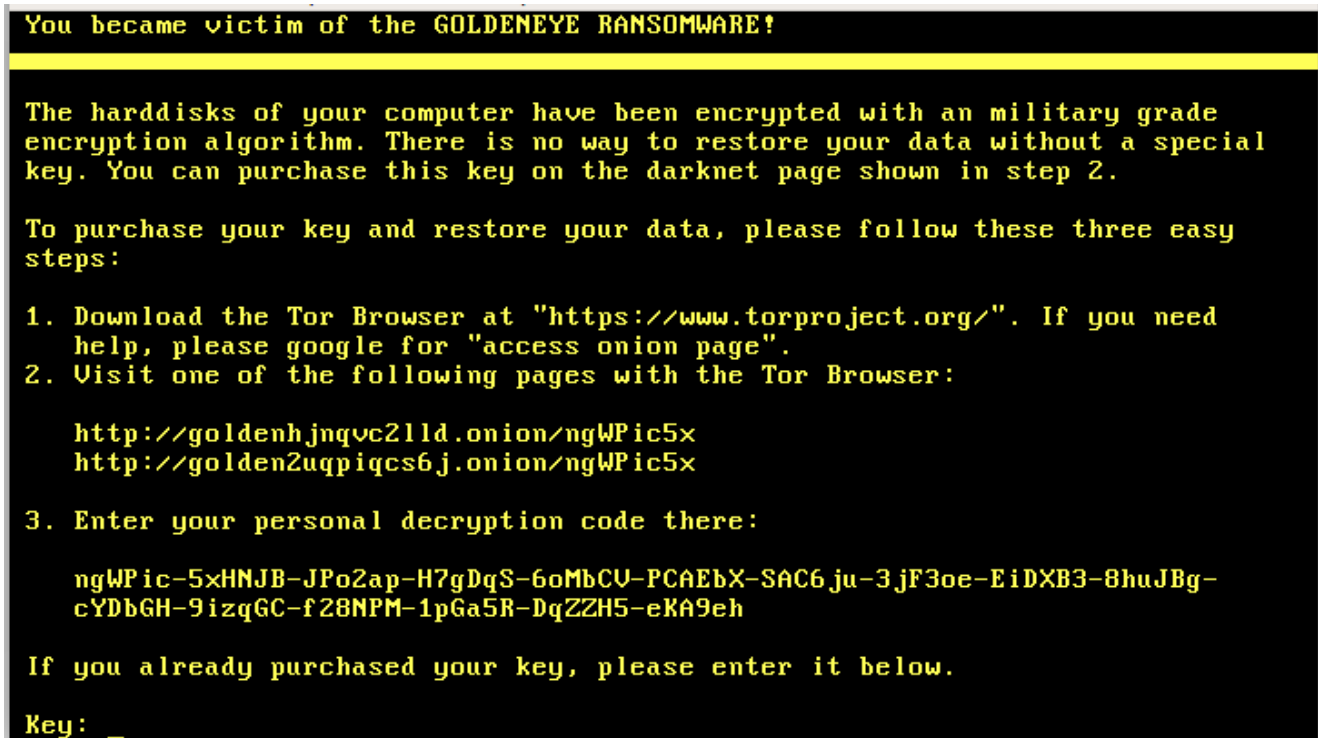 You became victim of the GOLDENEYE RANSOMWARE!
The harddisks of your computer have been encrypted with an military grade
encryption algorithm. There is no way to restore your data without a special
key. You can purchase this key on the darknet page shown in step 2.
To purchase your key and restore your data, please follow these three easy
steps:
1. Download the Tor Browser at "https://www.torproject.org/". If you need
help, please google for "access onion page".
2. Visit one of the following pages with the Tor Browser:
http://goldenhjnqvc2lld.onion/ngWPic5x
http://golden2uqpiqcs6j.onion/ngWPic5x
3. Enter your personal decryption code there:
ngWPic-5xHNJB-JPo2ap-H7gDqS-6oMbCV-PCAEbX-SAC6ju-3jF3oe-EiDXB3-8huJBg-
cYDbGH-9izqGC-f28NPM-1pGa5R-DqZZH5-eKA9eh
If you already purchased your key, please enter it below.
Key: _